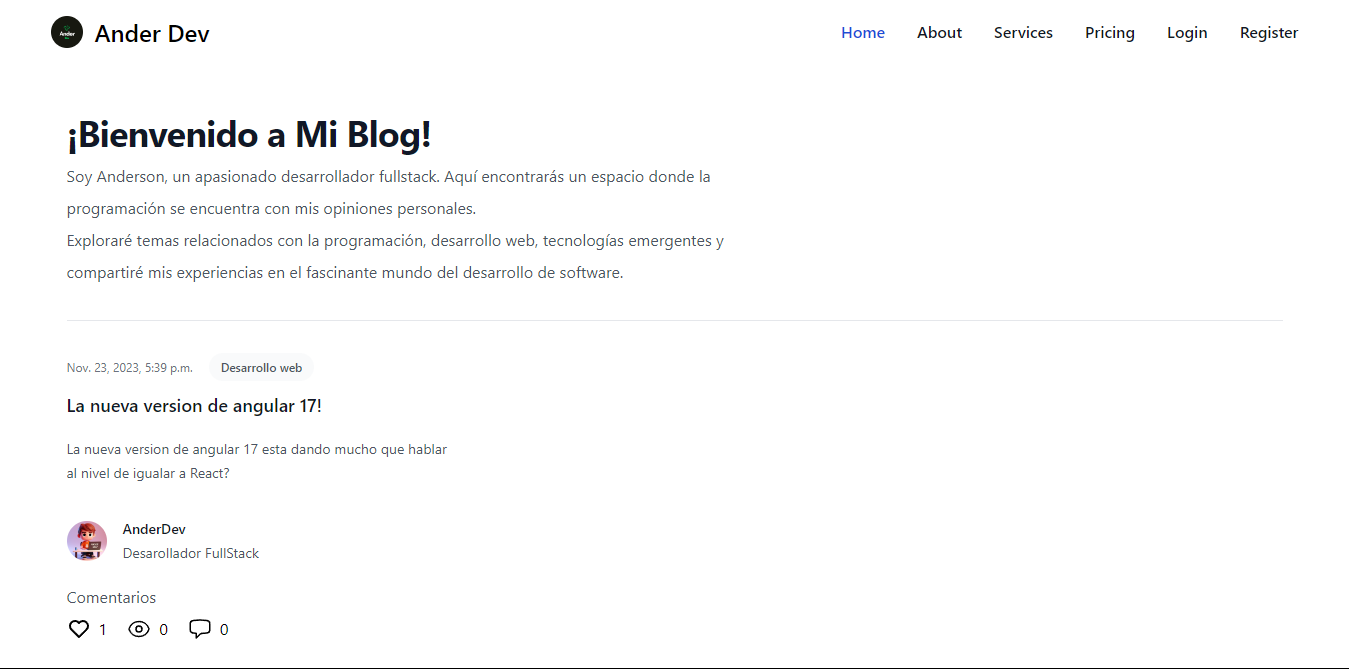 Ander
Ander Dev
Home
About
Services
Pricing
Login
Register
¡Bienvenido a Mi Blog!
Soy Anderson, un apasionado desarrollador fullstack. Aquí encontrarás un espacio donde la
programación se encuentra con mis opiniones personales.
Exploraré temas relacionados con la programación, desarrollo web, tecnologías emergentes y
compartiré mis experiencias en el fascinante mundo del desarrollo de software.
Nov. 23, 2023, 5:39 p.m.
Desarrollo web
La nueva version de angular 17!
La nueva version de angular 17 esta dando mucho que hablar
al nivel de igualar a React?
AnderDev
Desarollador FullStack
Comentarios
1
0
0